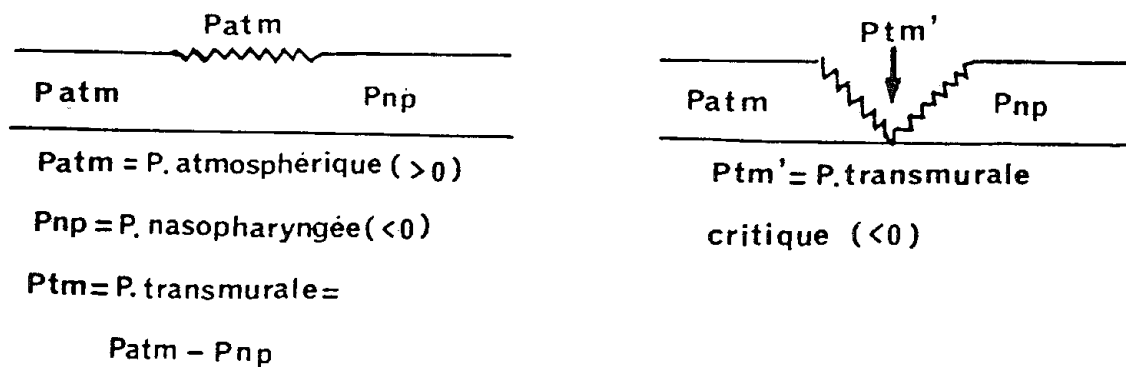 Patm
Patm Pnp
Patm = P. atmosphérique (>0)
Pnp = P. nasopharyngée (<0)
Ptm = P. transmurale =
Patm - Pnp
Ptm'
Patm Pnp
Ptm' = P. transmurale
critique (<0)